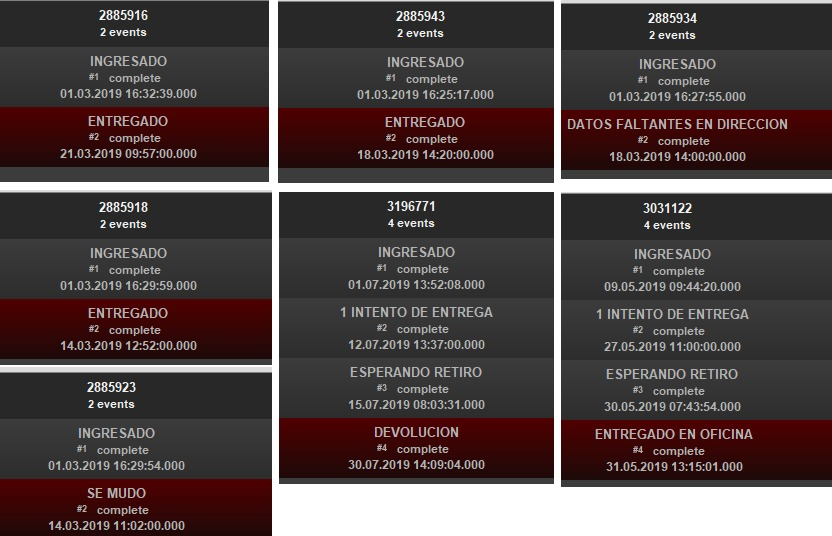 2885916
2 events
INGRESADO
#1 complete
01.03.2019 16:32:39.000
ENTREGADO
#2 complete
21.03.2019 09:57:00.000
2885943
2 events
INGRESADO
#1 complete
01.03.2019 16:25:17.000
ENTREGADO
#2 complete
18.03.2019 14:20:00.000
2885934
2 events
INGRESADO
#1 complete
01.03.2019 16:27:55.000
DATOS FALTANTES EN DIRECCION
#2 complete
18.03.2019 14:00:00.000
2885918
2 events
INGRESADO
#1 complete
01.03.2019 16:29:59.000
ENTREGADO
#2 complete
14.03.2019 12:52:00.000
3196771
4 events
INGRESADO
#1 complete
01.07.2019 13:52:08.000
1 INTENTO DE ENTREGA
#2 complete
12.07.2019 13:37:00.000
ESPERANDO RETIRO
#3 complete
15.07.2019 08:03:31.000
DEVOLUCION
#4 complete
30.07.2019 14:09:04.000
3031122
4 events
INGRESADO
#1 complete
09.05.2019 09:44:20.000
1 INTENTO DE ENTREGA
#2 complete
27.05.2019 11:00:00.000
ESPERANDO RETIRO
#3 complete
30.05.2019 07:43:54.000
ENTREGADO EN OFICINA
#4 complete
31.05.2019 13:15:01.000
2885923
2 events
INGRESADO
#1 complete
01.03.2019 16:29:54.000
SE MUDO
#2 complete
14.03.2019 11:02:00.000